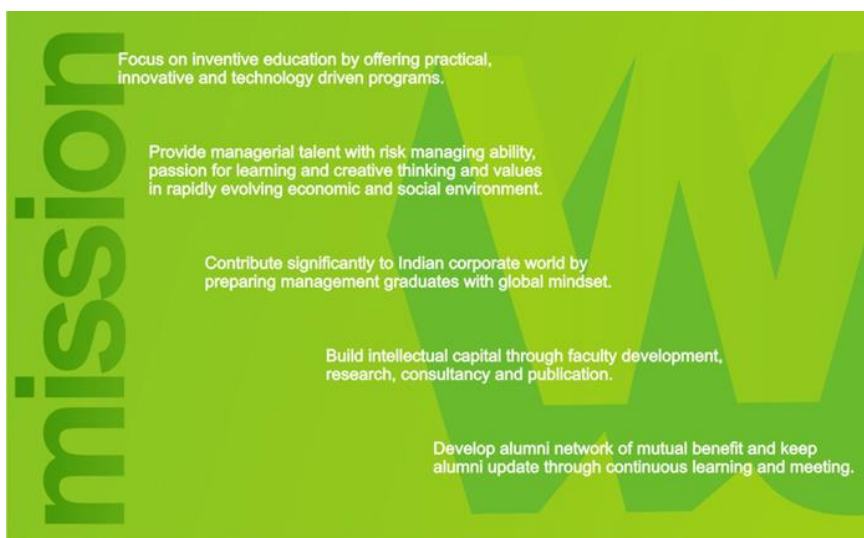 mission
Focus on inventive education by offering practical,
innovative and technology driven programs.
Provide managerial talent with risk managing ability,
passion for learning and creative thinking and values
in rapidly evolving economic and social environment.
Contribute significantly to Indian corporate world by
preparing management graduates with global mindset.
Build intellectual capital through faculty development,
research, consultancy and publication.
Develop alumni network of mutual benefit and keep
alumni update through continuous learning and meeting.